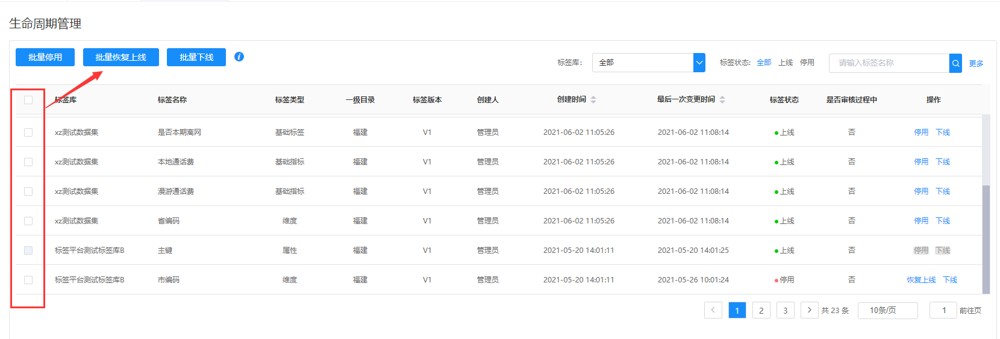 生命周期管理
批量停用 批量恢复上线 批量下线 标签库: 全部 标签状态: 全部 上线 停用 请输入标签名称 更多
标签库 标签名称 标签类型 一级目录 标签版本 创建人 创建时间 最后一次变更时间 标签状态 是否审核过程中 操作
xz测试数据集 是否本期离网 基础标签 福建 V1 管理员 2021-06-02 11:05:26 2021-06-02 11:08:14 上线 否 停用 下线
xz测试数据集 本地通话费 基础指标 福建 V1 管理员 2021-06-02 11:05:26 2021-06-02 11:08:14 上线 否 停用 下线
xz测试数据集 漫游通话费 基础指标 福建 V1 管理员 2021-06-02 11:05:26 2021-06-02 11:08:14 上线 否 停用 下线
xz测试数据集 省编码 维度 福建 V1 管理员 2021-06-02 11:05:26 2021-06-02 11:08:14 上线 否 停用 下线
标签平台测试标签库B 主键 属性 福建 V1 管理员 2021-05-20 14:01:11 2021-05-20 14:01:25 上线 否 停用 下线
标签平台测试标签库B 市编码 维度 福建 V1 管理员 2021-05-20 14:01:11 2021-05-26 10:01:24 停用 否 恢复上线 下线
1 2 3 共 23 条 10条/页 1 前往页